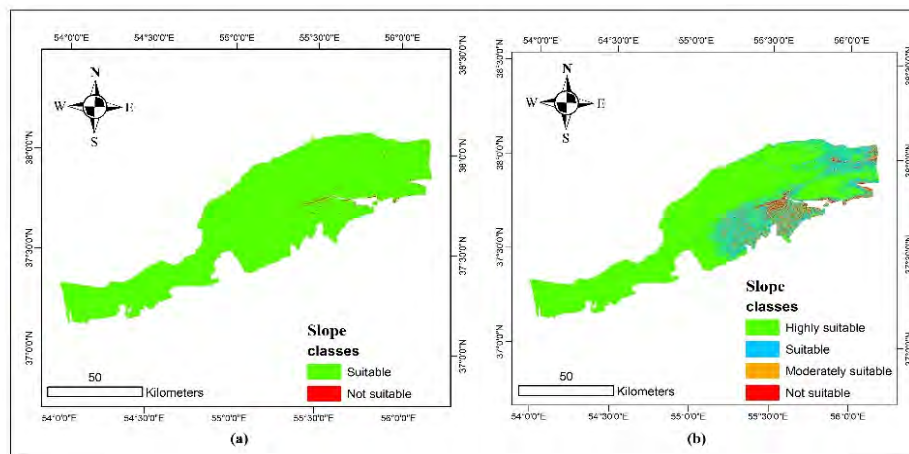 54°0'0"E 54°30'0"E 55°0'0"E 55°30'0"E 56°0'0"E
38°30'0"N
N
W E
S
38°0'0"N
38°0'0"N
37°30'0"N
37°30'0"N
37°0'0"N
37°0'0"N
Slope
classes
Suitable
Not suitable
50
Kilometers
54°0'0"E 54°30'0"E 55°0'0"E 55°30'0"E 56°0'0"E
(a)
54°0'0"E 54°30'0"E 55°0'0"E 55°30'0"E 56°0'0"E
38°30'0"N
N
W E
S
38°0'0"N
37°30'0"N
37°0'0"N
Slope
classes
Highly suitable
Suitable
Moderately suitable
Not suitable
50
Kilometers
54°0'0"E 54°30'0"E 55°0'0"E 55°30'0"E 56°0'0"E
(b)